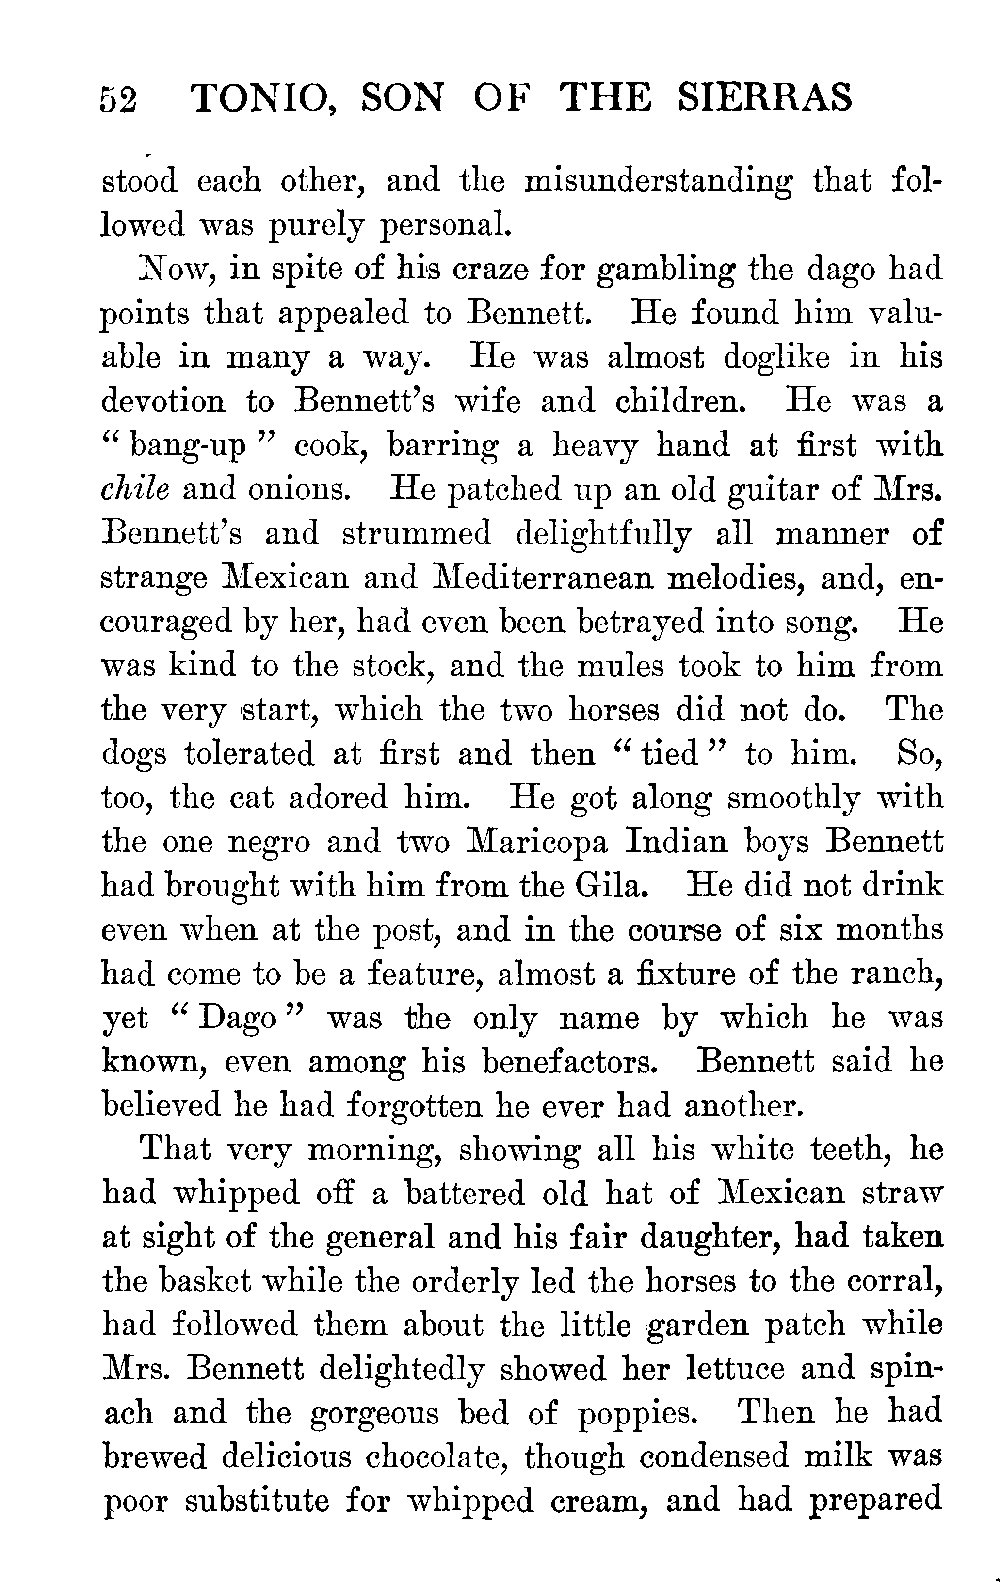 52 TONIO, SON OF THE SIERRAS
stood each other, and the misunderstanding that fol-
lowed was purely personal.
Now, in spite of his craze for gambling the dago had
points that appealed to Bennett. He found him valu-
able in many a way. He was almost doglike in his
devotion to Bennett's wife and children. He was a
“ bang-up ” cook, barring a heavy hand at first with
chile and onions. He patched up an old guitar of Mrs.
Bennett's and strummed delightfully all manner of
strange Mexican and Mediterranean melodies, and, en-
couraged by her, had even been betrayed into song. He
was kind to the stock, and the mules took to him from
the very start, which the two horses did not do. The
dogs tolerated at first and then “ tied ” to him. So,
too, the cat adored him. He got along smoothly with
the one negro and two Maricopa Indian boys Bennett
had brought with him from the Gila. He did not drink
even when at the post, and in the course of six months
had come to be a feature, almost a fixture of the ranch,
yet “ Dago ” was the only name by which he was
known, even among his benefactors. Bennett said he
believed he had forgotten he ever had another.
That very morning, showing all his white teeth, he
had whipped off a battered old hat of Mexican straw
at sight of the general and his fair daughter, had taken
the basket while the orderly led the horses to the corral,
had followed them about the little garden patch while
Mrs. Bennett delightedly showed her lettuce and spin-
ach and the gorgeous bed of poppies. Then he had
brewed delicious chocolate, though condensed milk was
poor substitute for whipped cream, and had prepared